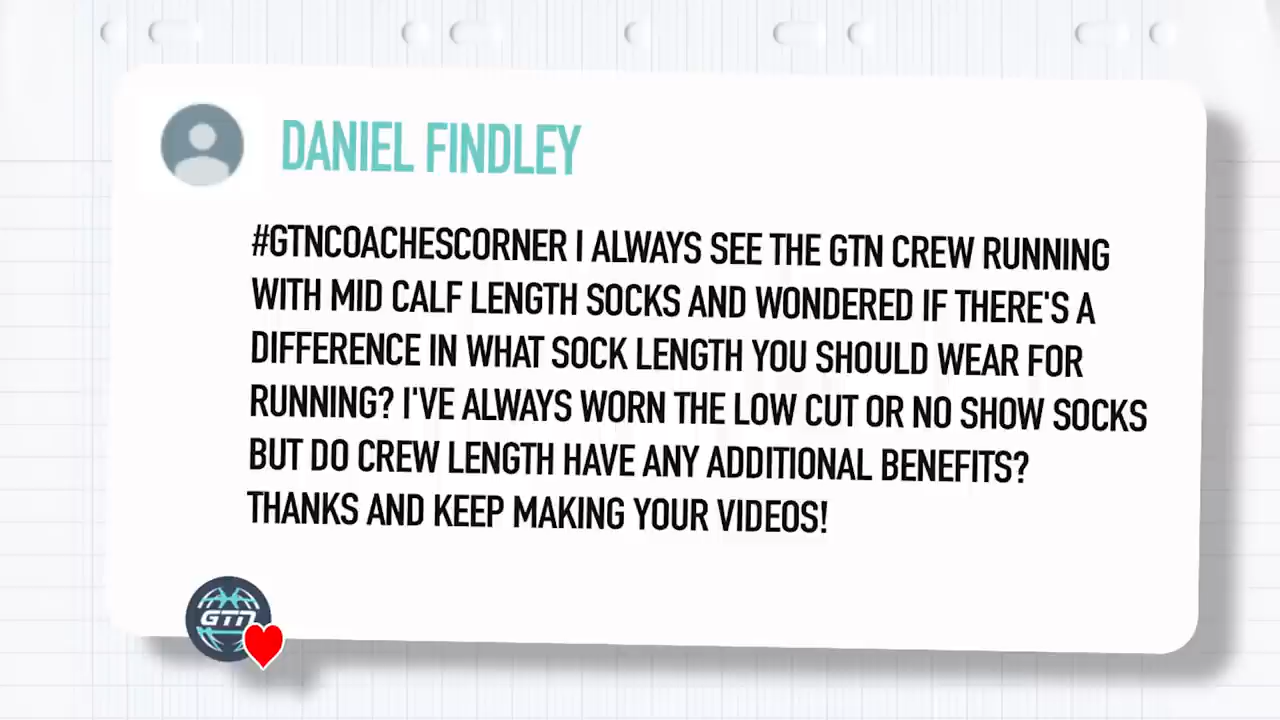 DANIEL FINDLEY
#GTNCOACHESCORNER I ALWAYS SEE THE GTN CREW RUNNING
WITH MID CALF LENGTH SOCKS AND WONDERED IF THERE'S A
DIFFERENCE IN WHAT SOCK LENGTH YOU SHOULD WEAR FOR
RUNNING? I'VE ALWAYS WORN THE LOW CUT OR NO SHOW SOCKS
BUT DO CREW LENGTH HAVE ANY ADDITIONAL BENEFITS?
THANKS AND KEEP MAKING YOUR VIDEOS!
GTN